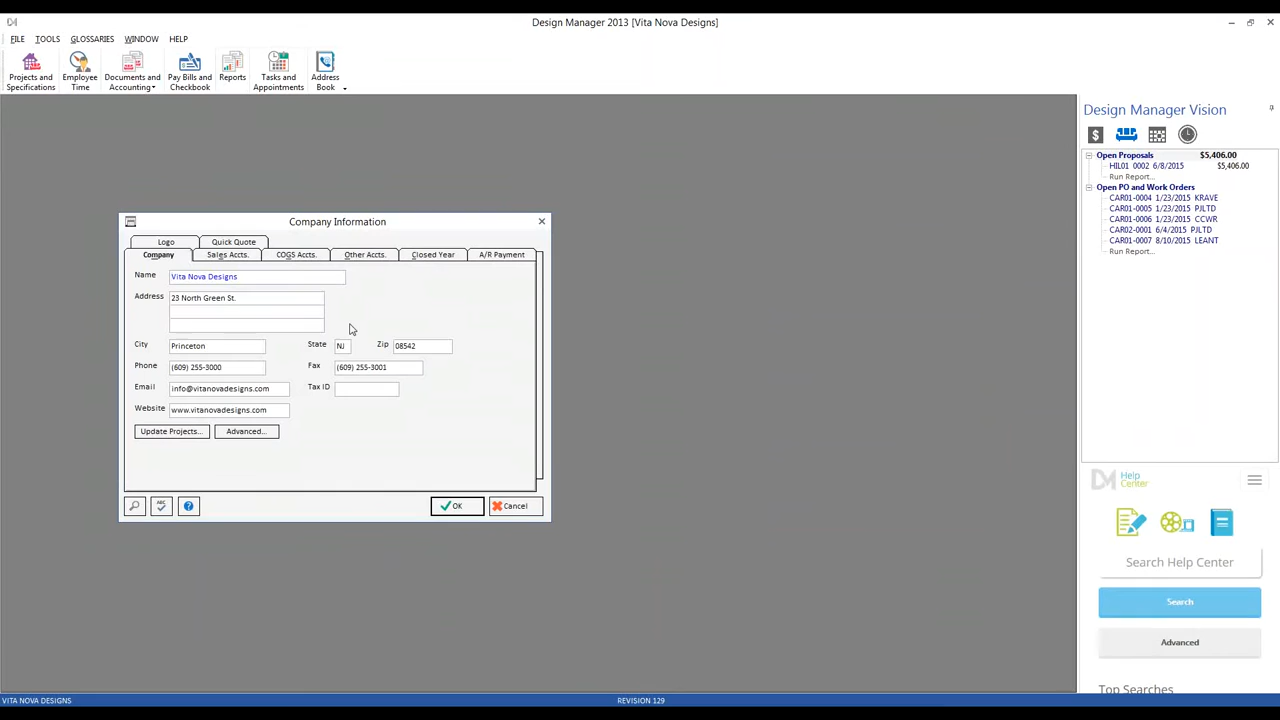 Design Manager 2013 [Vita Nova Designs]
FILE TOOLS GLOSSARIES WINDOW HELP
Projects and Specifications
Employee Time
Documents and Accounting
Pay Bills and Checkbook
Reports
Tasks and Appointments
Address Book
Company Information
Logo Quick Quote
Company Sales Accts. COGS Accts. Other Accts. Closed Year A/R Payment
Name Vita Nova Designs
Address 23 North Green St.
City Princeton State NJ Zip 08542
Phone (609) 255-3000 Fax (609) 255-3001
Email info@vitanovadesigns.com Tax ID
Website www.vitanovadesigns.com
Update Projects... Advanced...
ABC ? OK Cancel
Design Manager Vision
$
Open Proposals $5,406.00
HIL01 0002 6/8/2015 $5,406.00
Run Report...
Open PO and Work Orders
CAR01-0004 1/23/2015 KRAVE
CAR01-0005 1/23/2015 PJLTD
CAR01-0006 1/23/2015 CCWR
CAR02-0001 6/4/2015 PJLTD
CAR01-0007 8/10/2015 LEANT
Run Report...
DM Help Center
Search Help Center
Search
Advanced
Top Searches
VITA NOVA DESIGNS REVISION 129